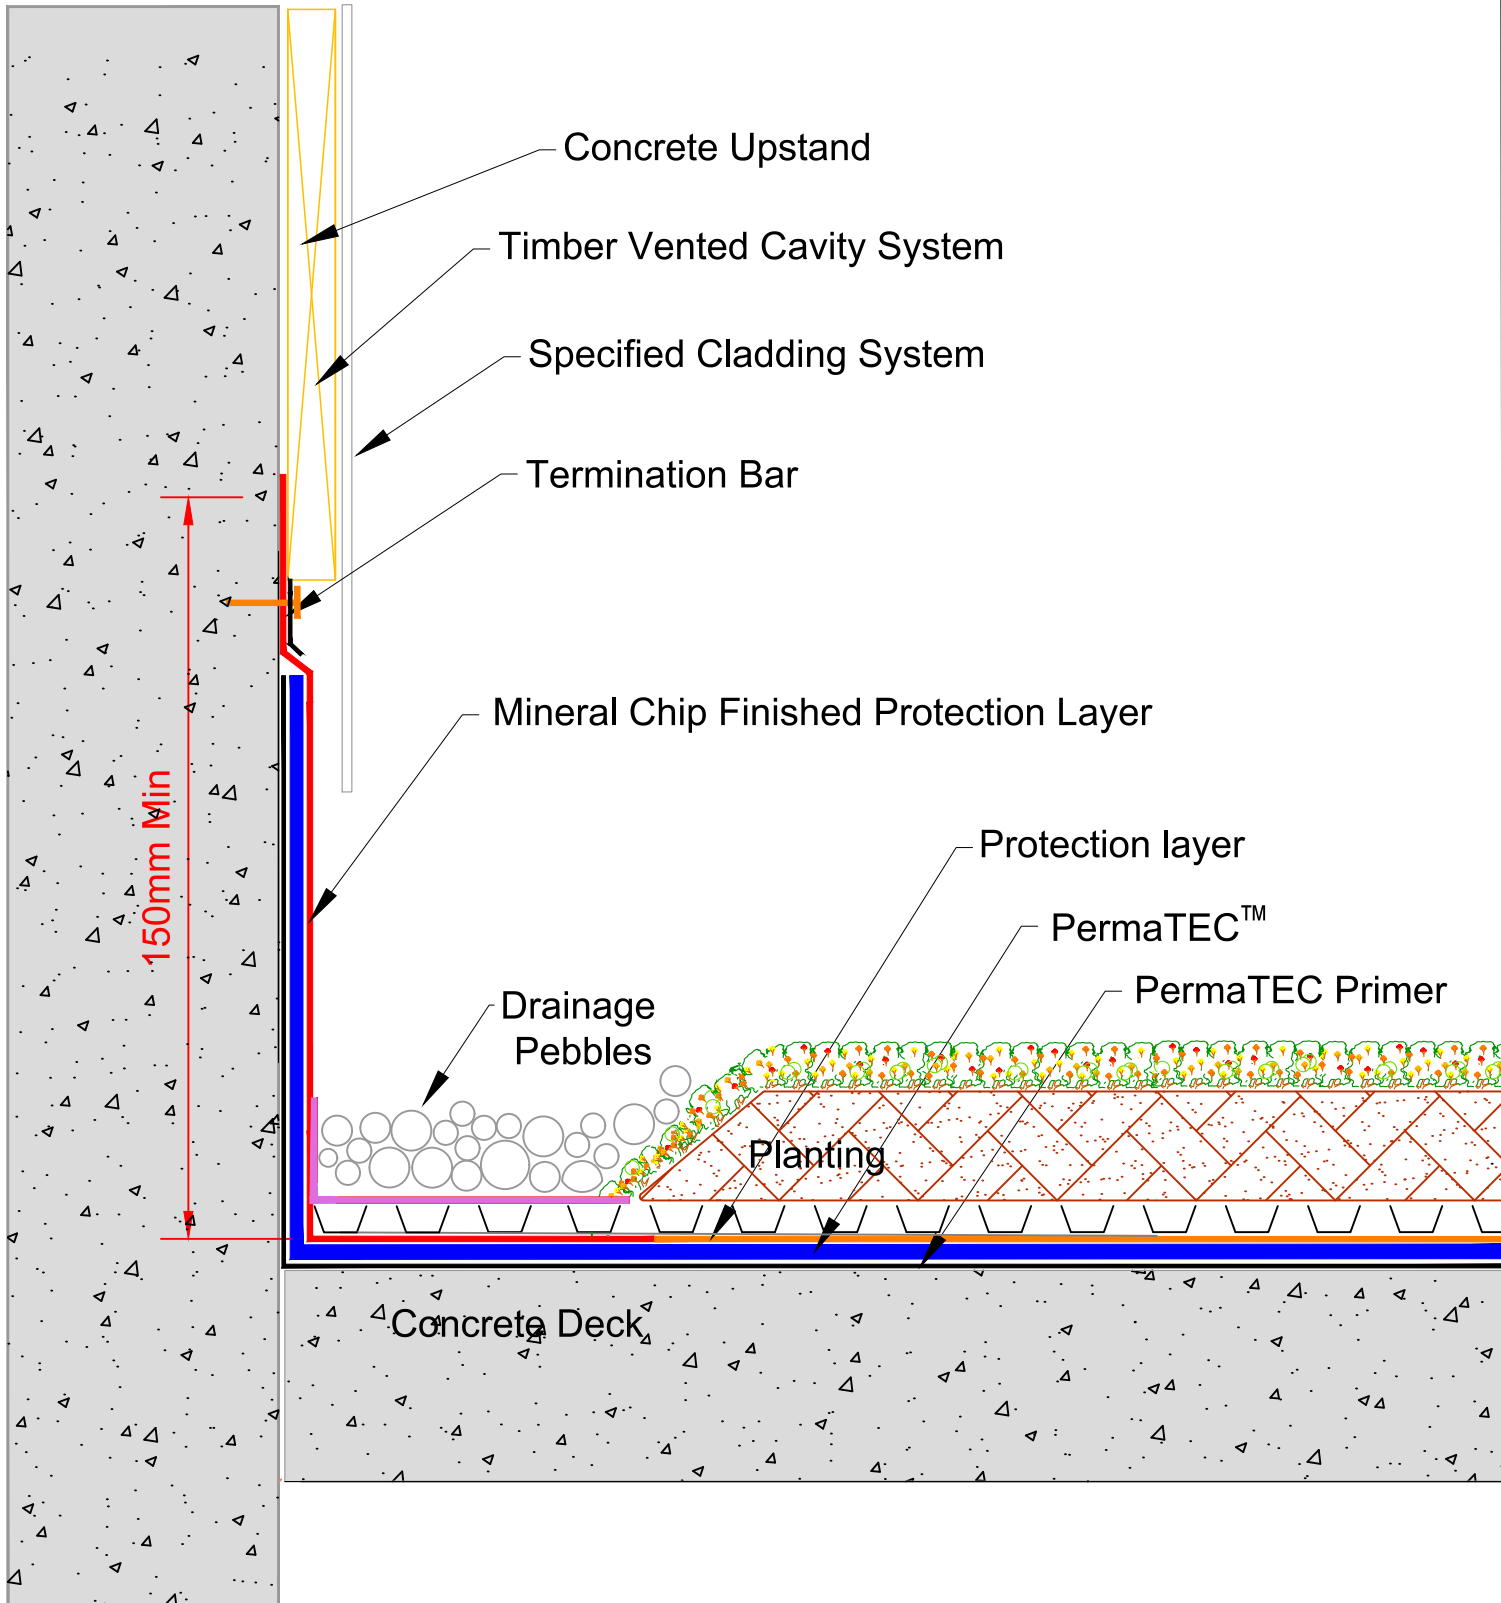 Concrete Upstand
Timber Vented Cavity System
Specified Cladding System
Termination Bar
Mineral Chip Finished Protection Layer
150mm Min
Protection layer
PermaTEC™
PermaTEC Primer
Drainage
Pebbles
Planting
Concrete Deck